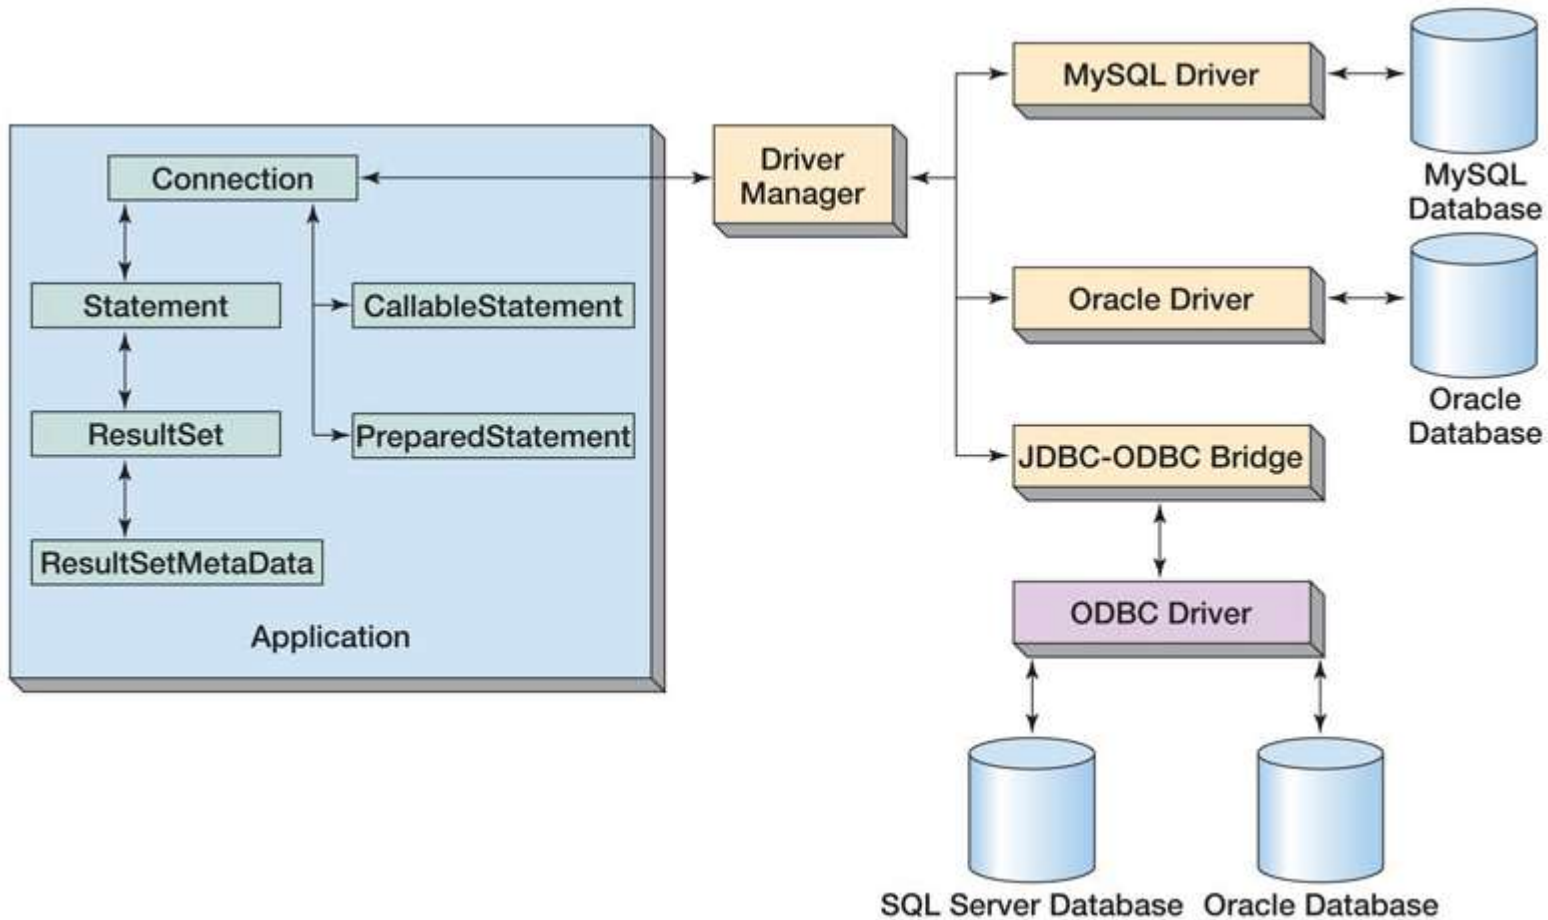 Connection
Statement
CallableStatement
ResultSet
PreparedStatement
ResultSetMetaData
Application
Driver
Manager
MySQL Driver
MySQL
Database
Oracle Driver
Oracle
Database
JDBC-ODBC Bridge
ODBC Driver
SQL Server Database
Oracle Database